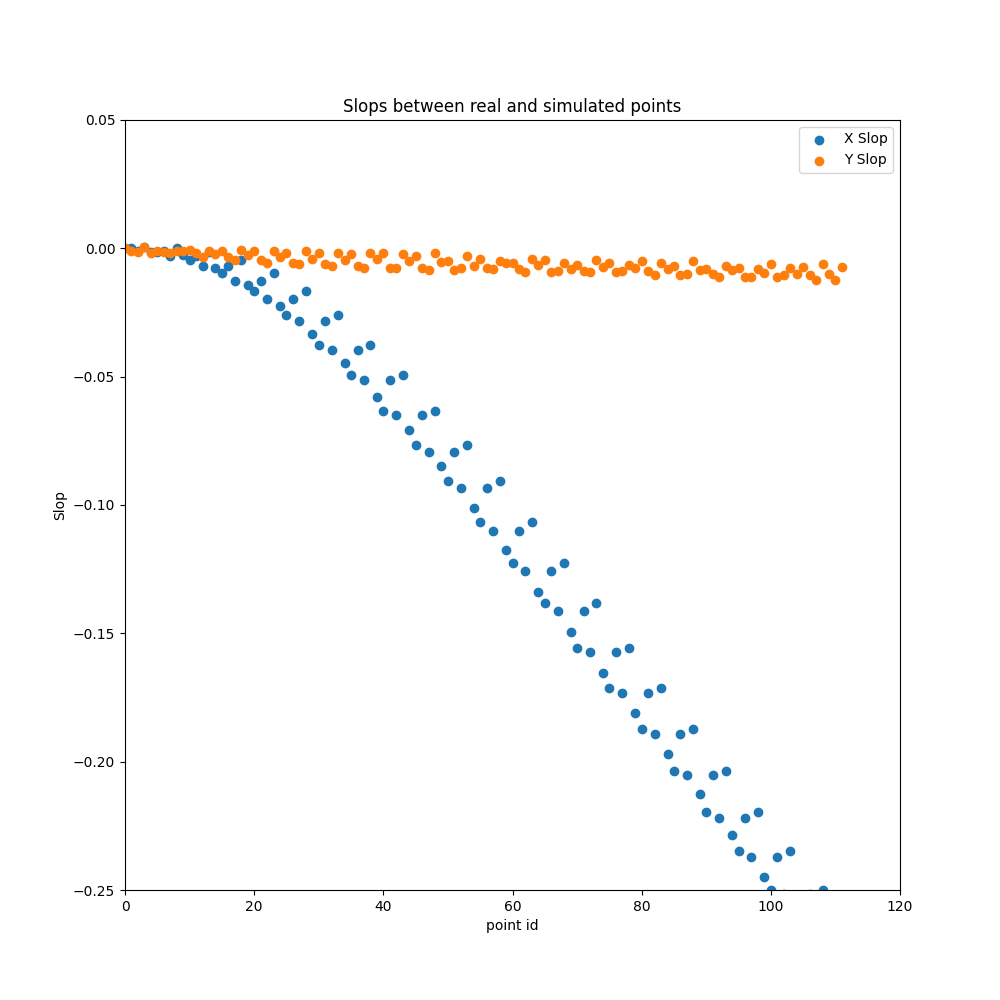 Slops between real and simulated points
X Slop
Y Slop
0.05
0.00
−0.05
−0.10
−0.15
−0.20
−0.25
Slop
0 20 40 60 80 100 120
point id